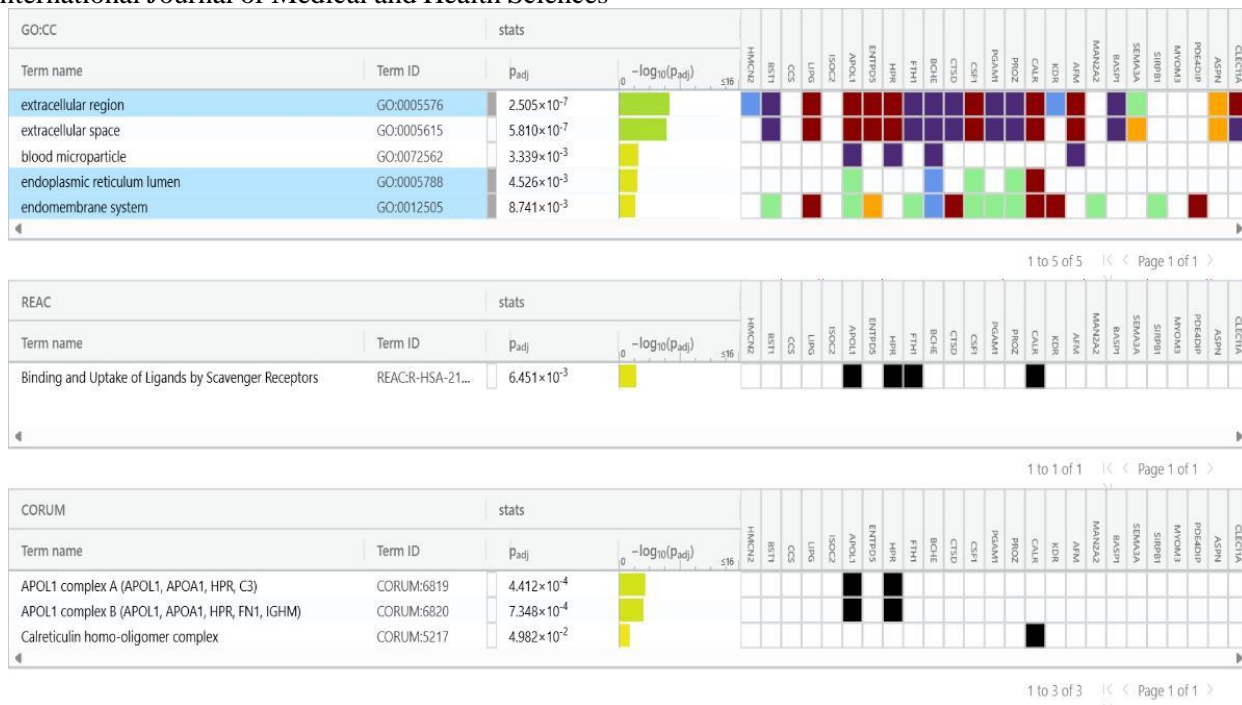 International Journal of Medical and Health Sciences
GO:CC stats
HMCN2 BST1 CCS LIPG ISOC2 APOL1 ENTPD5 HPR FTH1 BCHE CTSD CSF1 PGAM1 PROZ CALR KDR AFM MAN2A2 BASP1 SEMA3A SIRPB1 MYOM3 PDE4DIP ASPN CLEC11A
Term name Term ID Padj 0 −log10(Padj) ≤16
extracellular region GO:0005576 2.505×10-7
extracellular space GO:0005615 5.810×10-7
blood microparticle GO:0072562 3.339×10-3
endoplasmic reticulum lumen GO:0005788 4.526×10-3
endomembrane system GO:0012505 8.741×10-3
1 to 5 of 5 Page 1 of 1
REAC stats
HMCN2 BST1 CCS LIPG ISOC2 APOL1 ENTPD5 HPR FTH1 BCHE CTSD CSF1 PGAM1 PROZ CALR KDR AFM MAN2A2 BASP1 SEMA3A SIRPB1 MYOM3 PDE4DIP ASPN CLEC11A
Term name Term ID Padj 0 −log10(Padj) ≤16
Binding and Uptake of Ligands by Scavenger Receptors REAC:R-HSA-21... 6.451×10-3
1 to 1 of 1 Page 1 of 1
CORUM stats
HMCN2 BST1 CCS LIPG ISOC2 APOL1 ENTPD5 HPR FTH1 BCHE CTSD CSF1 PGAM1 PROZ CALR KDR AFM MAN2A2 BASP1 SEMA3A SIRPB1 MYOM3 PDE4DIP ASPN CLEC11A
Term name Term ID Padj 0 −log10(Padj) ≤16
APOL1 complex A (APOL1, APOA1, HPR, C3) CORUM:6819 4.412×10-4
APOL1 complex B (APOL1, APOA1, HPR, FN1, IGHM) CORUM:6820 7.348×10-4
Calreticulin homo-oligomer complex CORUM:5217 4.982×10-2
1 to 3 of 3 Page 1 of 1